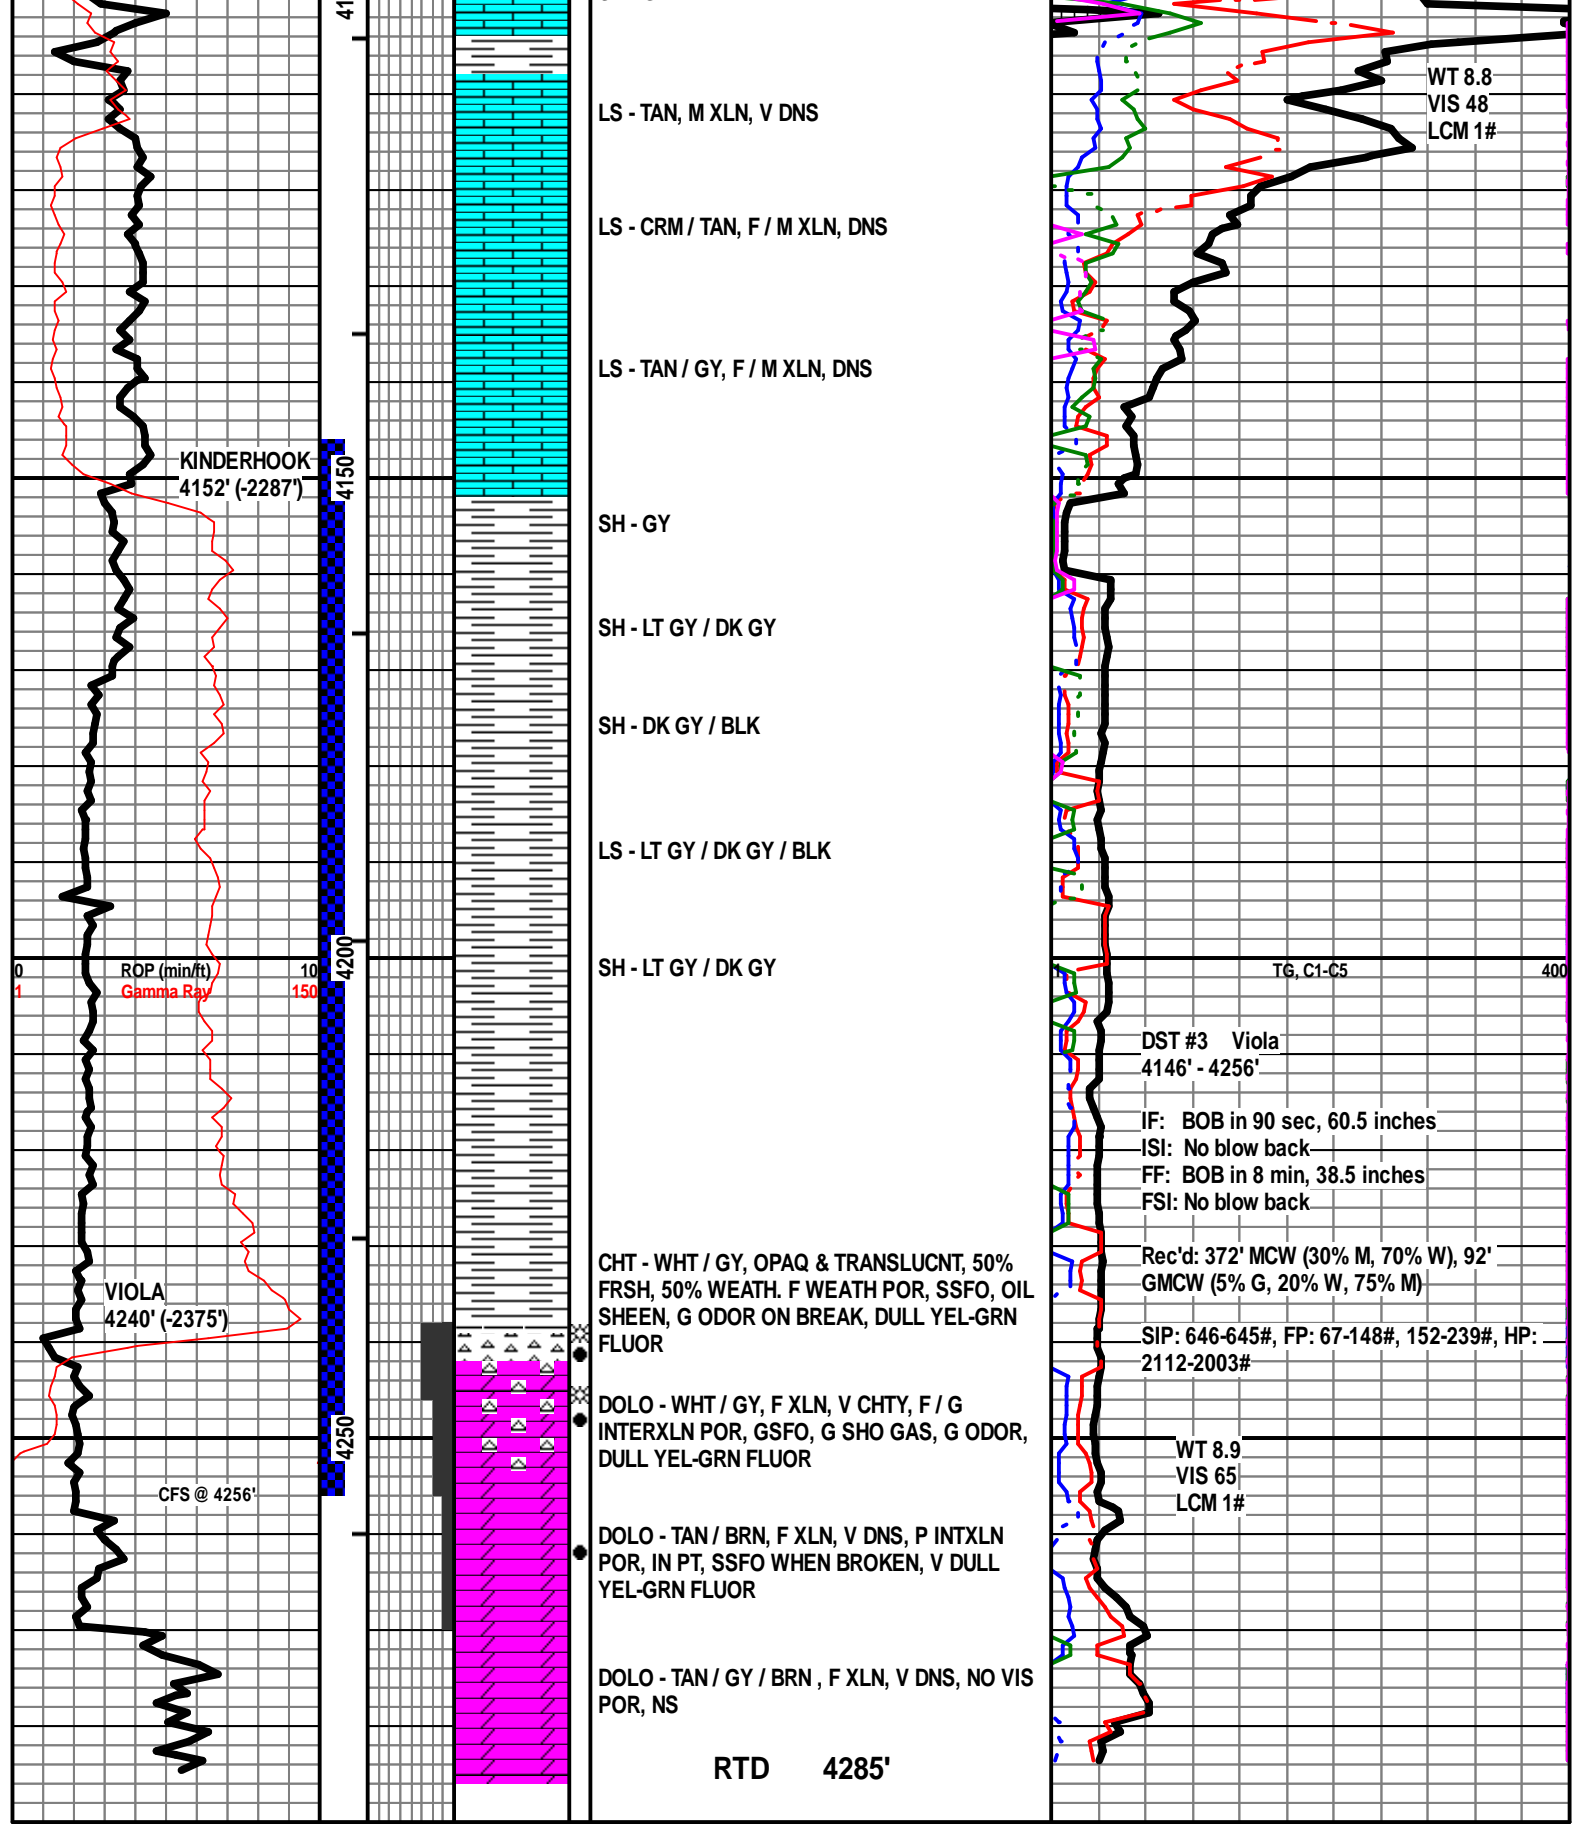 WT 8.8
VIS 48
LCM 1#
LS - TAN, M XLN, V DNS
LS - CRM / TAN, F / M XLN, DNS
LS - TAN / GY, F / M XLN, DNS
KINDERHOOK
4152' (-2287')
4150
SH - GY
SH - LT GY / DK GY
SH - DK GY / BLK
LS - LT GY / DK GY / BLK
4200
SH - LT GY / DK GY
0 ROP (min/ft) 10
1 Gamma Ray 150
1 TG, C1-C5 400
DST #3 Viola
4146' - 4256'
IF: BOB in 90 sec, 60.5 inches
ISI: No blow back
FF: BOB in 8 min, 38.5 inches
FSI: No blow back
Rec'd: 372' MCW (30% M, 70% W), 92'
GMCW (5% G, 20% W, 75% M)
SIP: 646-645#, FP: 67-148#, 152-239#, HP:
2112-2003#
VIOLA
4240' (-2375')
CHT - WHT / GY, OPAQ & TRANSLUCNT, 50%
FRSH, 50% WEATH. F WEATH POR, SSFO, OIL
SHEEN, G ODOR ON BREAK, DULL YEL-GRN
FLUOR
DOLO - WHT / GY, F XLN, V CHTY, F / G
INTERXLN POR, GSFO, G SHO GAS, G ODOR,
DULL YEL-GRN FLUOR
4250
WT 8.9
VIS 65
LCM 1#
CFS @ 4256'
DOLO - TAN / BRN, F XLN, V DNS, P INTXLN
POR, IN PT, SSFO WHEN BROKEN, V DULL
YEL-GRN FLUOR
DOLO - TAN / GY / BRN , F XLN, V DNS, NO VIS
POR, NS
RTD 4285'